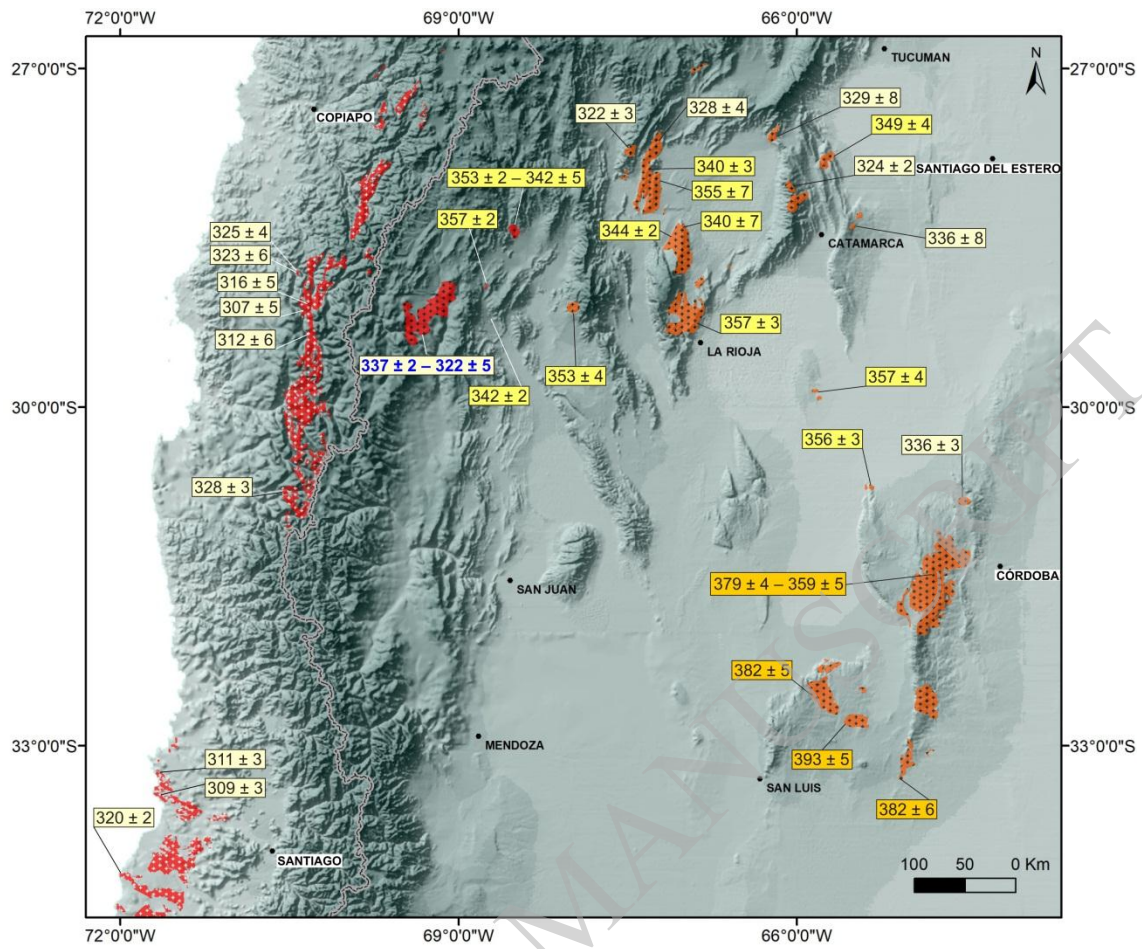 72°0'0"W 69°0'0"W 66°0'0"W
27°0'0"S 27°0'0"S
TUCUMAN
N
COPIAPO
322 ± 3
328 ± 4
329 ± 8
349 ± 4
340 ± 3
SANTIAGO DEL ESTERO
353 ± 2 – 342 ± 5
355 ± 7
324 ± 2
357 ± 2
340 ± 7
344 ± 2
CATAMARCA
336 ± 8
325 ± 4
323 ± 6
316 ± 5
307 ± 5
312 ± 6
357 ± 3
LA RIOJA
337 ± 2 – 322 ± 5
353 ± 4
357 ± 4
342 ± 2
30°0'0"S 30°0'0"S
356 ± 3
336 ± 3
328 ± 3
SAN JUAN
379 ± 4 – 359 ± 5
CÓRDOBA
382 ± 5
MENDOZA
33°0'0"S 33°0'0"S
393 ± 5
311 ± 3
309 ± 3
SAN LUIS
382 ± 6
320 ± 2
SANTIAGO
100 50 0 Km
72°0'0"W 69°0'0"W 66°0'0"W
MANUSCRIPT